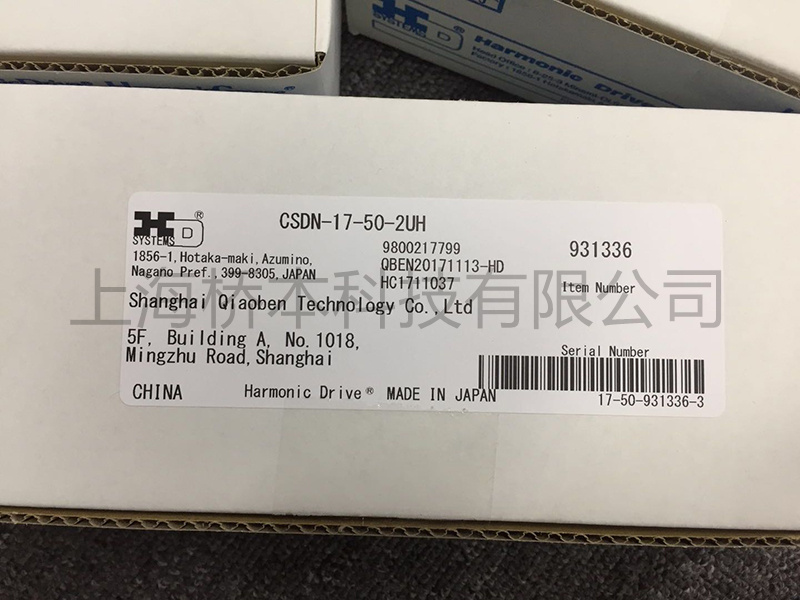 SYSTEMS
Harmonic Drive
HD®
SYSTEMS
CSDN-17-50-2UH
1856-1, Hotaka-maki, Azumino,
Nagano Pref., 399-8305, JAPAN
9800217799
QBEN20171113-HD
HC1711037
931336
Item Number
Shanghai Qiaoben Technology Co., Ltd
上海桥本科技有限公司
5F, Building A, No. 1018,
Mingzhu Road, Shanghai
Serial Number
17-50-931336-3
CHINA
Harmonic Drive® MADE IN JAPAN